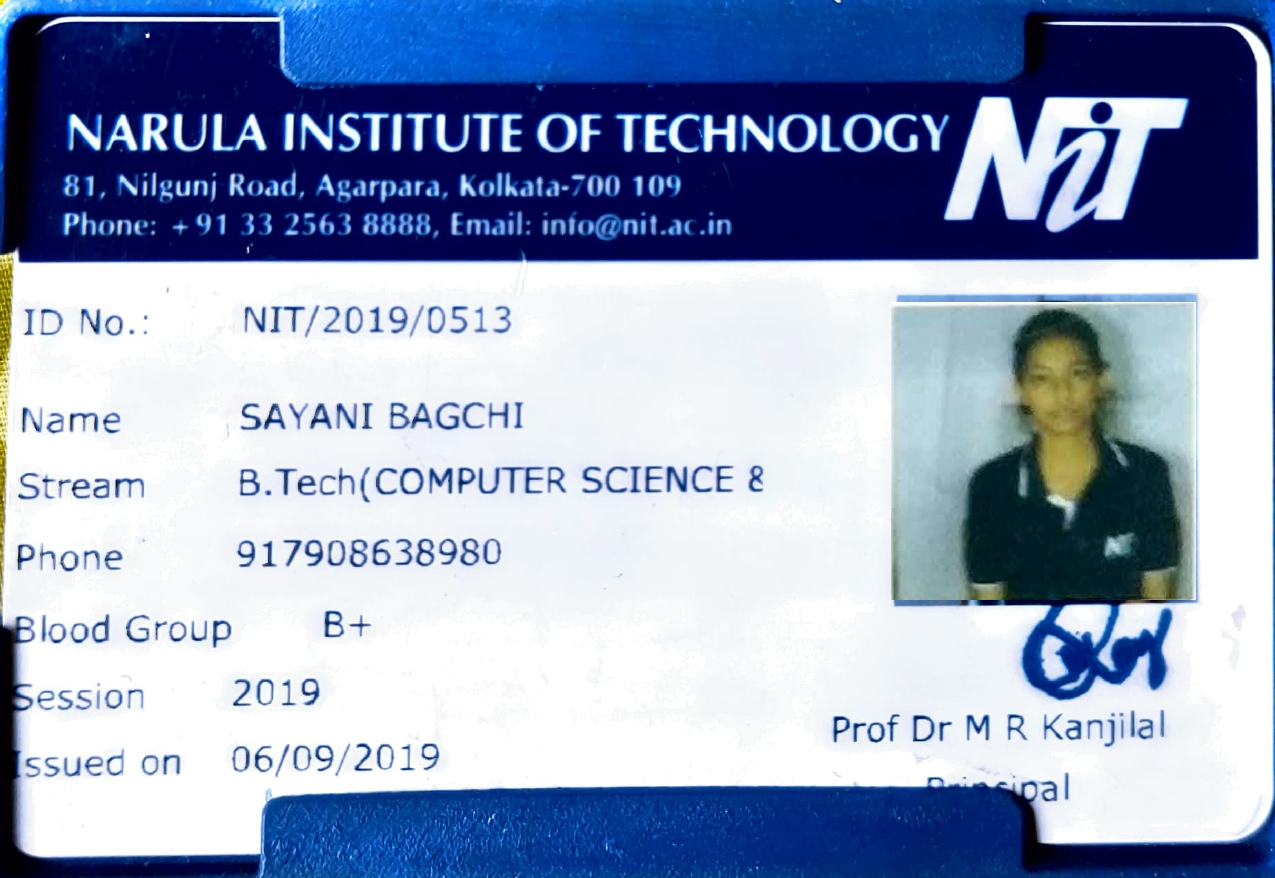 NARULA INSTITUTE OF TECHNOLOGY
NiT
81, Nilgunj Road, Agarpara, Kolkata-700 109
Phone: +91 33 2563 8888, Email: info@nit.ac.in
ID No.: NIT/2019/0513
Name SAYANI BAGCHI
Stream B.Tech(COMPUTER SCIENCE &
Phone 917908638980
Blood Group B+
Session 2019
Issued on 06/09/2019
NiT
Prof Dr M R Kanjilal
Principal